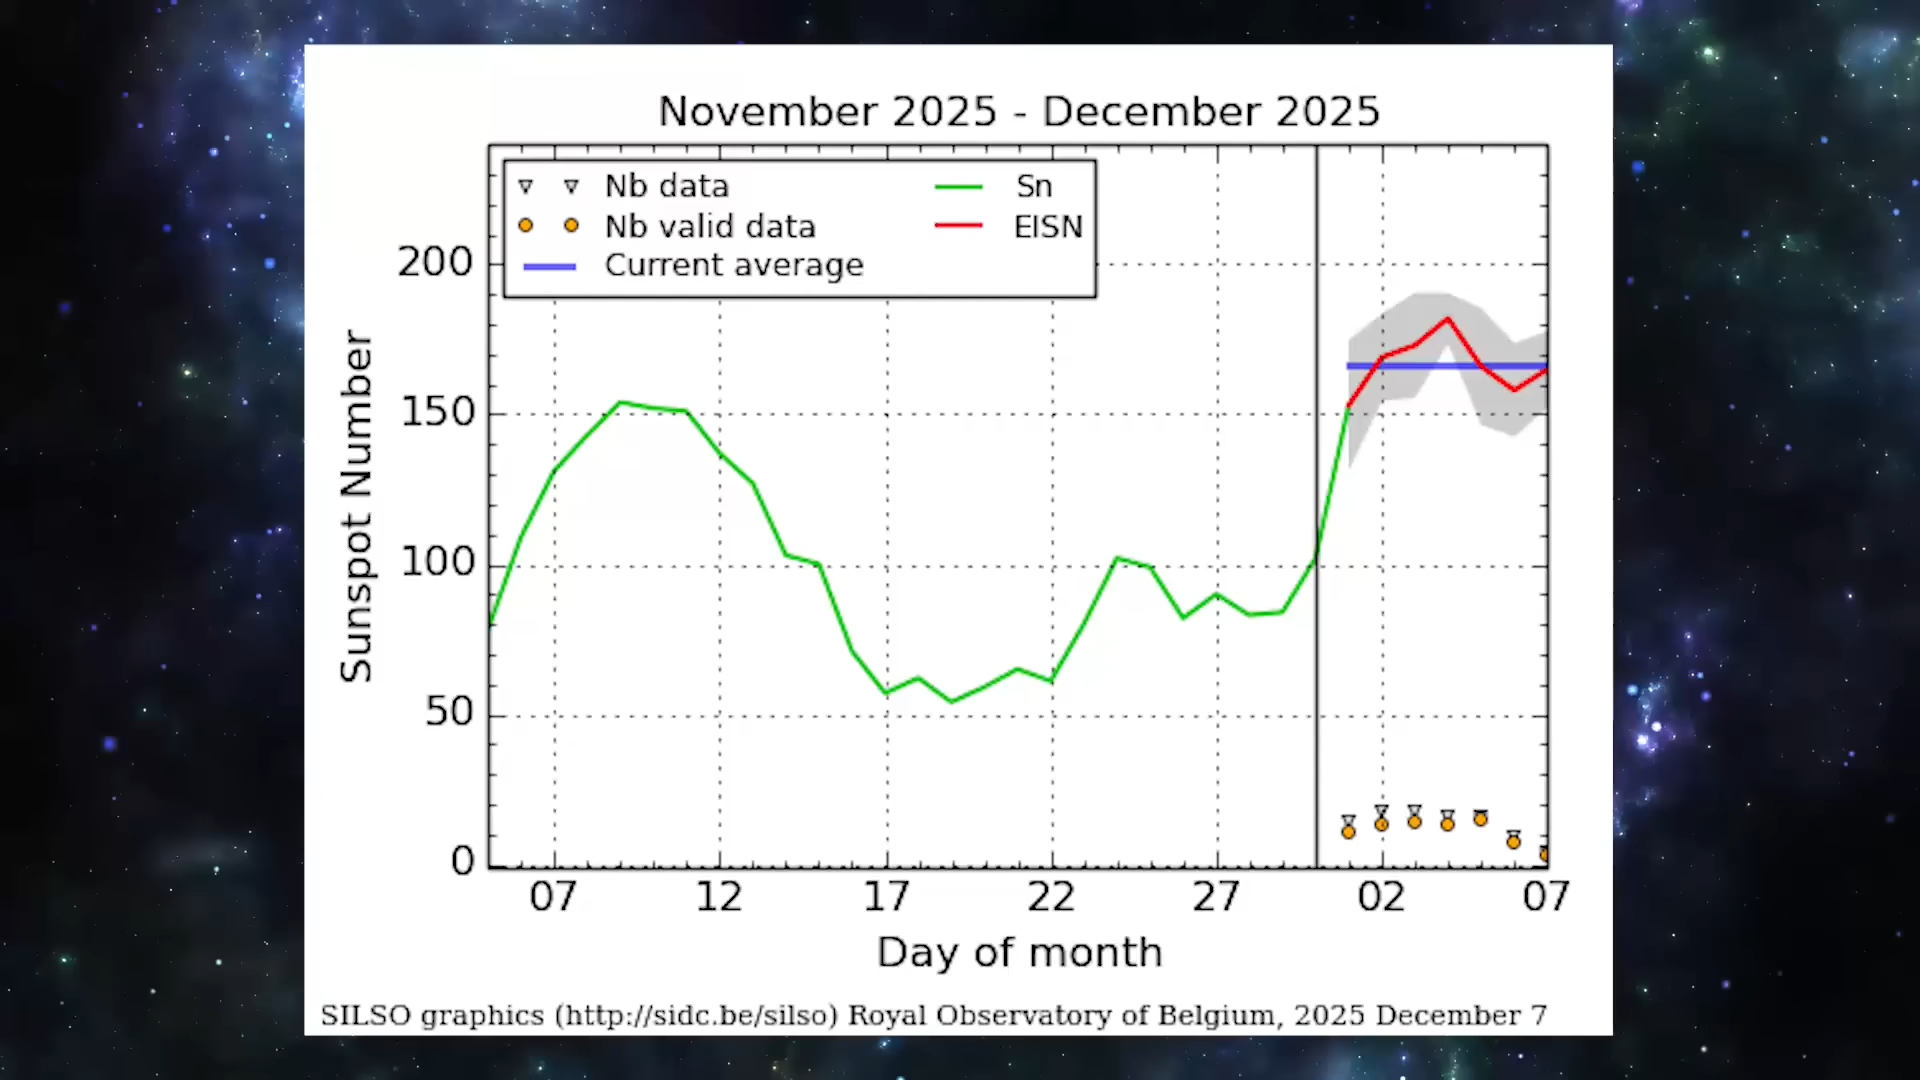 November 2025 - December 2025
Nb data
Sn
Nb valid data
EISN
Current average
200
150
100
50
0
Sunspot Number
07 12 17 22 27 02 07
Day of month
SILSO graphics (http://sidc.be/silso) Royal Observatory of Belgium, 2025 December 7